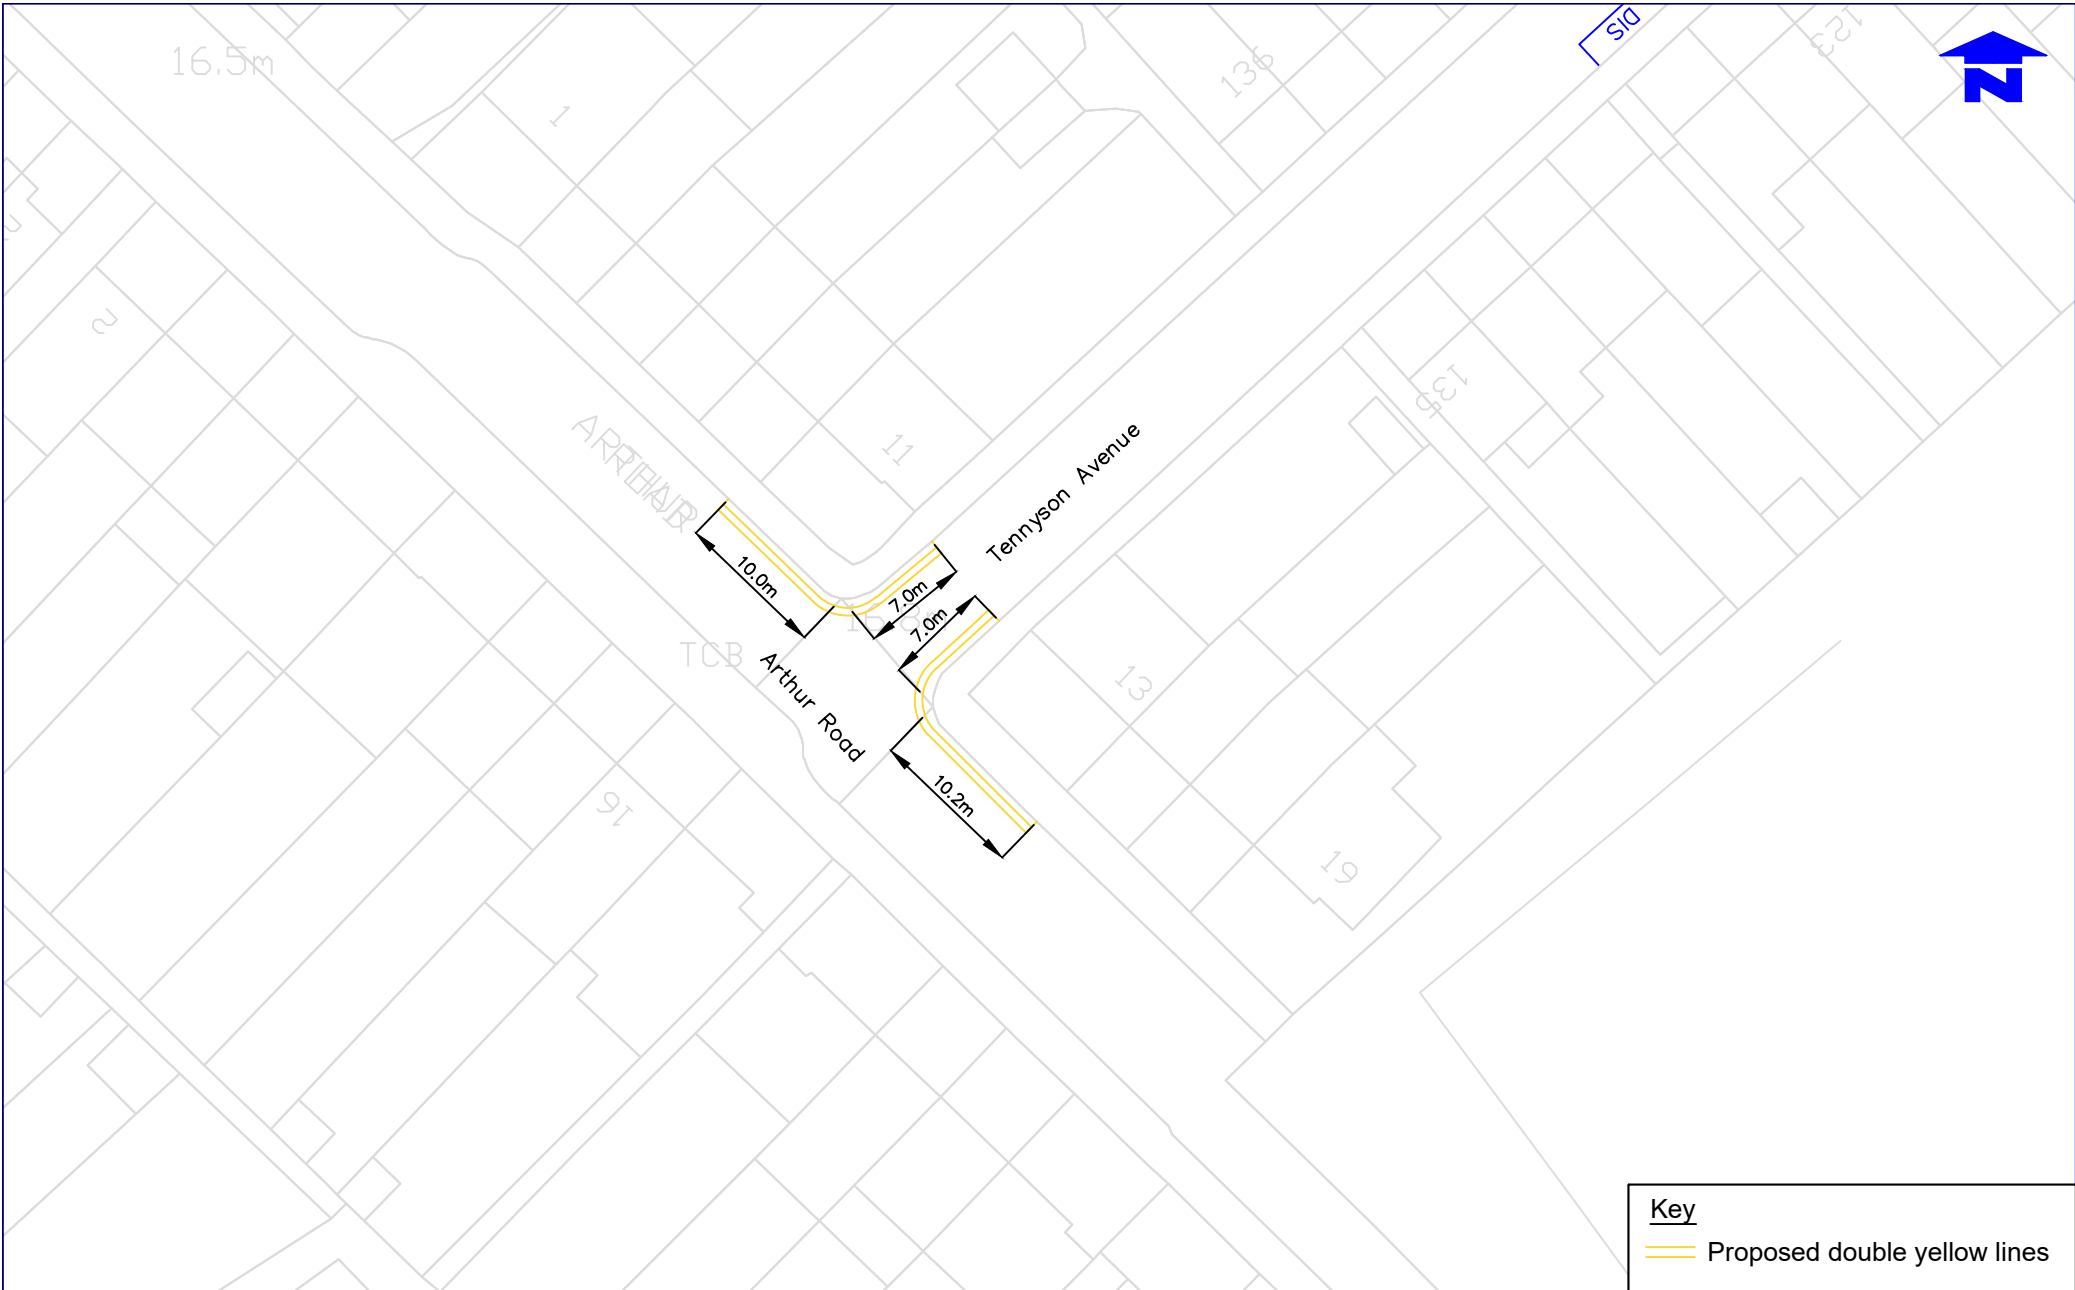 16.5m
1
136
DIS
123
N
2
11
135
Tennyson Avenue
10.0m
7.0m
7.0m
TCB
Arthur Road
13
10.2m
16
19
Key
Proposed double yellow lines